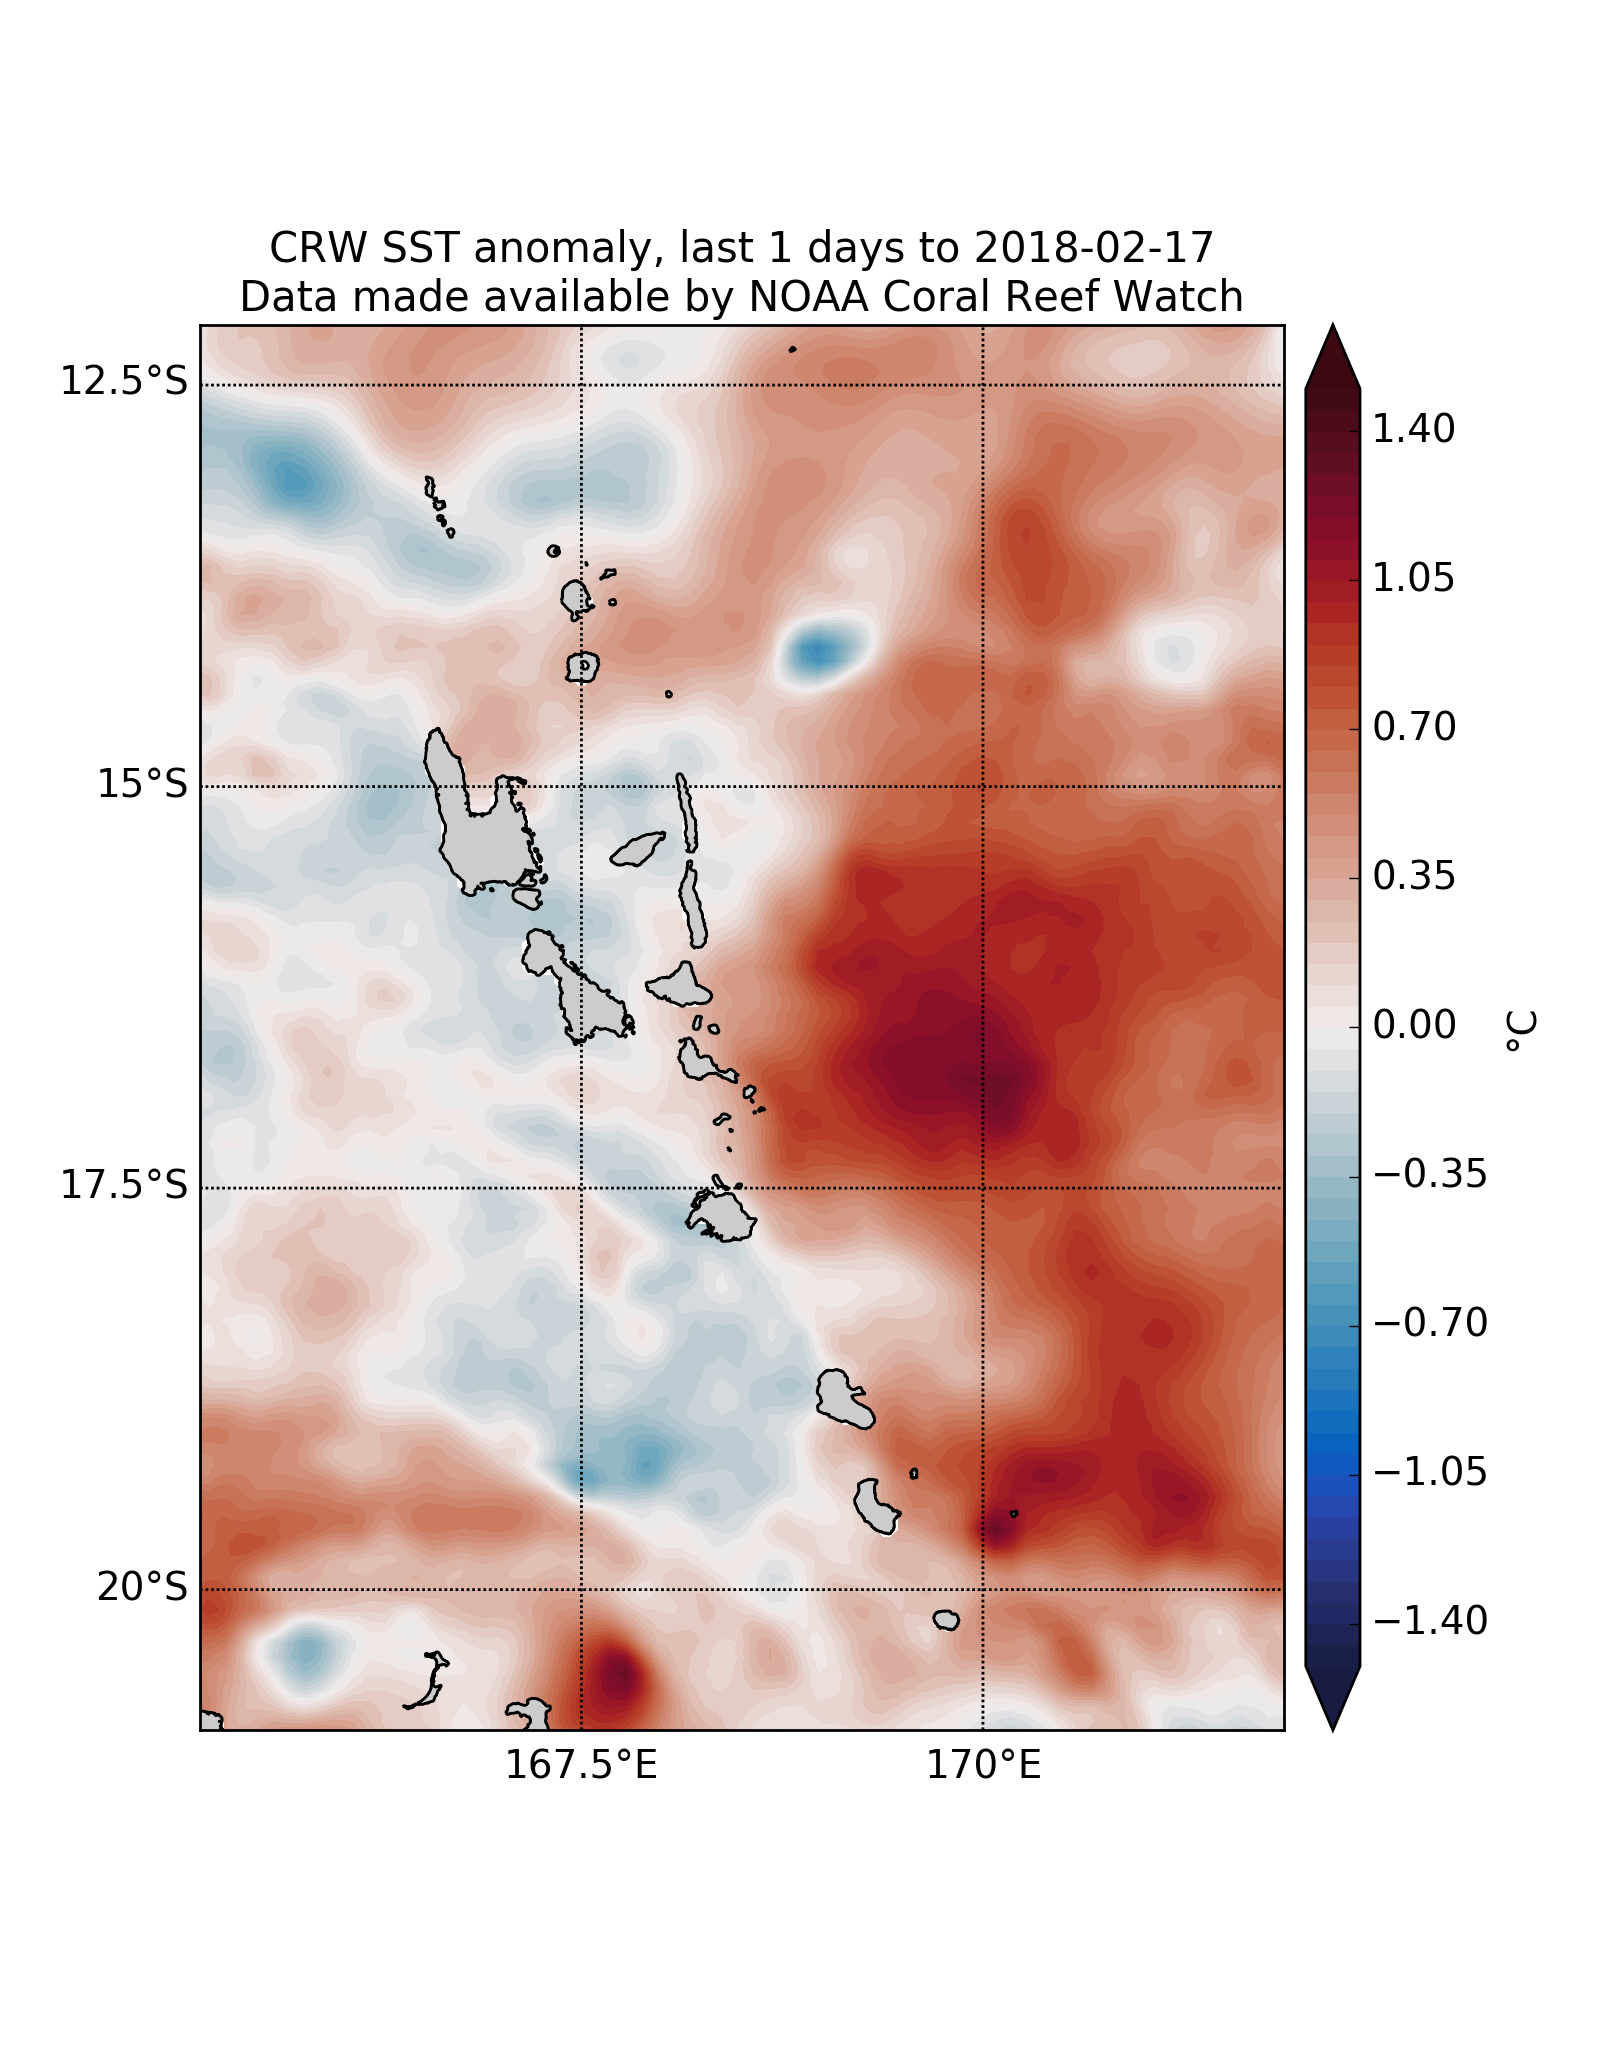 CRW SST anomaly, last 1 days to 2018-02-17
Data made available by NOAA Coral Reef Watch
12.5°S
15°S
17.5°S
20°S
167.5°E
170°E
1.40
1.05
0.70
0.35
0.00
−0.35
−0.70
−1.05
−1.40
°C